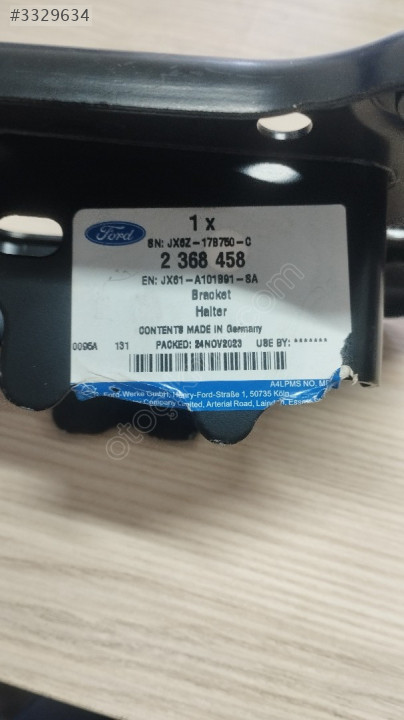 #3329634
Ford
1 x
SN: JX6Z-17B750-C
2 368 458
EN: JX61-A101B91-SA
Bracket
Halter
CONTENTS MADE IN Germany
0095A 131 PACKED: 24NOV2023 USE BY: *******
A4LPMS NO. M
Ford-Werke GmbH, Henry-Ford-Straße 1, 50735 Köln
Company Limited, Arterial Road, Laindon, Essex